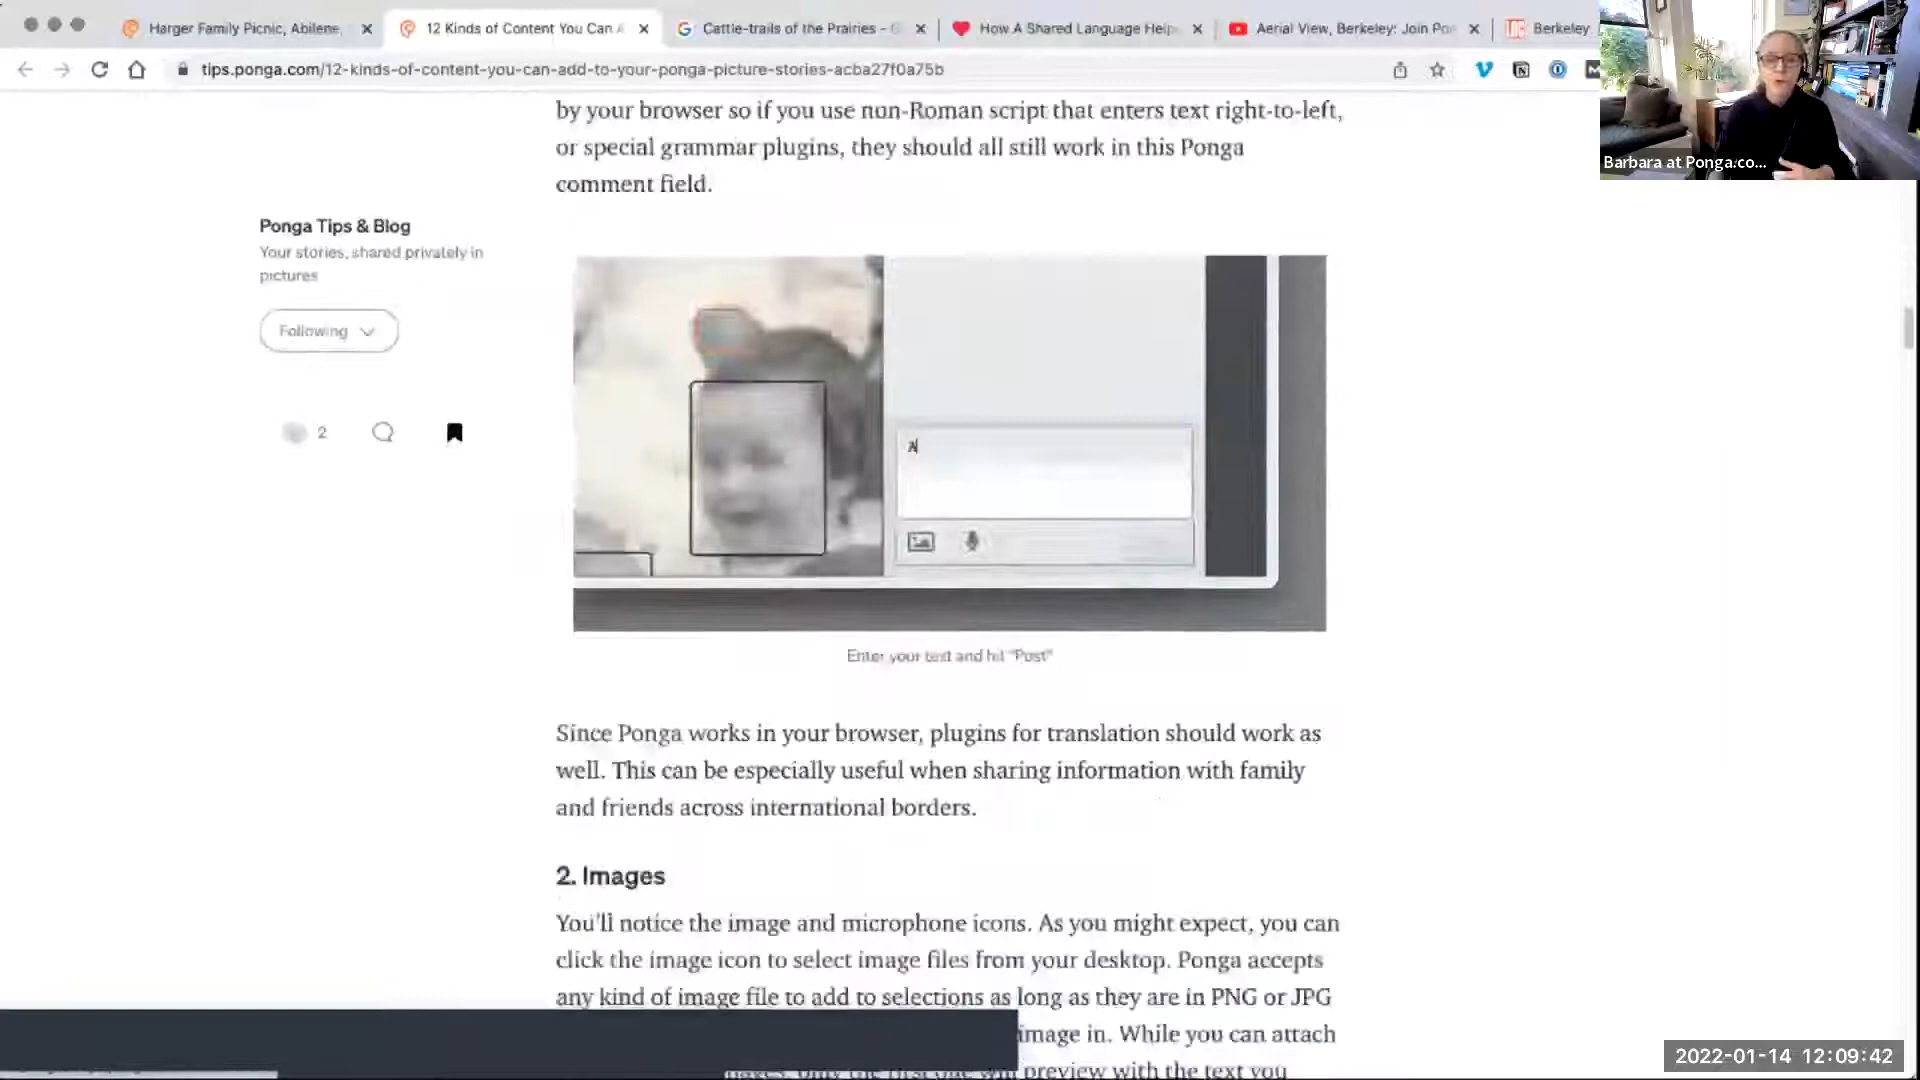 Harger Family Picnic, Abilene,
12 Kinds of Content You Can A
Cattle-trails of the Prairies - G
How A Shared Language Help
Aerial View, Berkeley: Join Po
Berkeley
tips.ponga.com/12-kinds-of-content-you-can-add-to-your-ponga-picture-stories-acba27f0a75b
Barbara at Ponga.co...
by your browser so if you use non-Roman script that enters text right-to-left,
or special grammar plugins, they should all still work in this Ponga
comment field.
Ponga Tips & Blog
Your stories, shared privately in
pictures
Following
2
A
Enter your text and hit "Post"
Since Ponga works in your browser, plugins for translation should work as
well. This can be especially useful when sharing information with family
and friends across international borders.
2. Images
You'll notice the image and microphone icons. As you might expect, you can
click the image icon to select image files from your desktop. Ponga accepts
any kind of image file to add to selections as long as they are in PNG or JPG
image in. While you can attach
images, only the first one will preview with the text you
2022-01-14 12:09:42